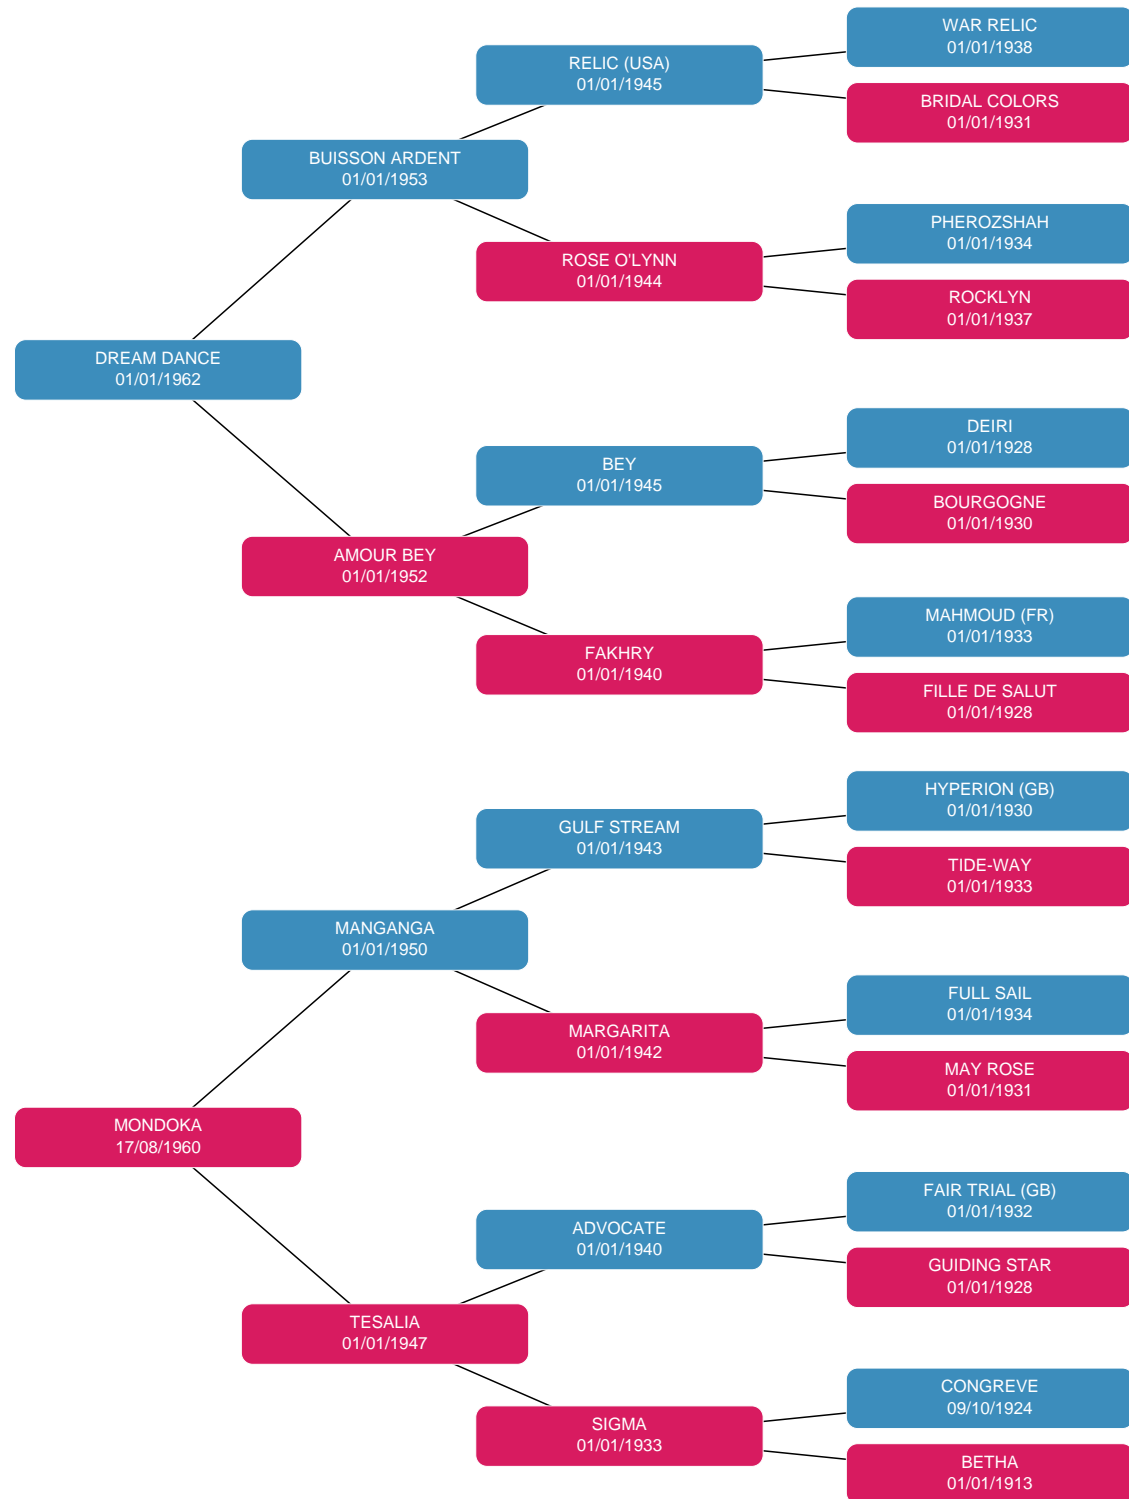 WAR RELIC
01/01/1938
RELIC (USA)
01/01/1945
BRIDAL COLORS
01/01/1931
BUISSON ARDENT
01/01/1953
PHEROZSHAH
01/01/1934
ROSE O'LYNN
01/01/1944
ROCKLYN
01/01/1937
DREAM DANCE
01/01/1962
DEIRI
01/01/1928
BEY
01/01/1945
BOURGOGNE
01/01/1930
AMOUR BEY
01/01/1952
MAHMOUD (FR)
01/01/1933
FAKHRY
01/01/1940
FILLE DE SALUT
01/01/1928
HYPERION (GB)
01/01/1930
GULF STREAM
01/01/1943
TIDE-WAY
01/01/1933
MANGANGA
01/01/1950
FULL SAIL
01/01/1934
MARGARITA
01/01/1942
MAY ROSE
01/01/1931
MONDOKA
17/08/1960
FAIR TRIAL (GB)
01/01/1932
ADVOCATE
01/01/1940
GUIDING STAR
01/01/1928
TESALIA
01/01/1947
CONGREVE
09/10/1924
SIGMA
01/01/1933
BETHA
01/01/1913